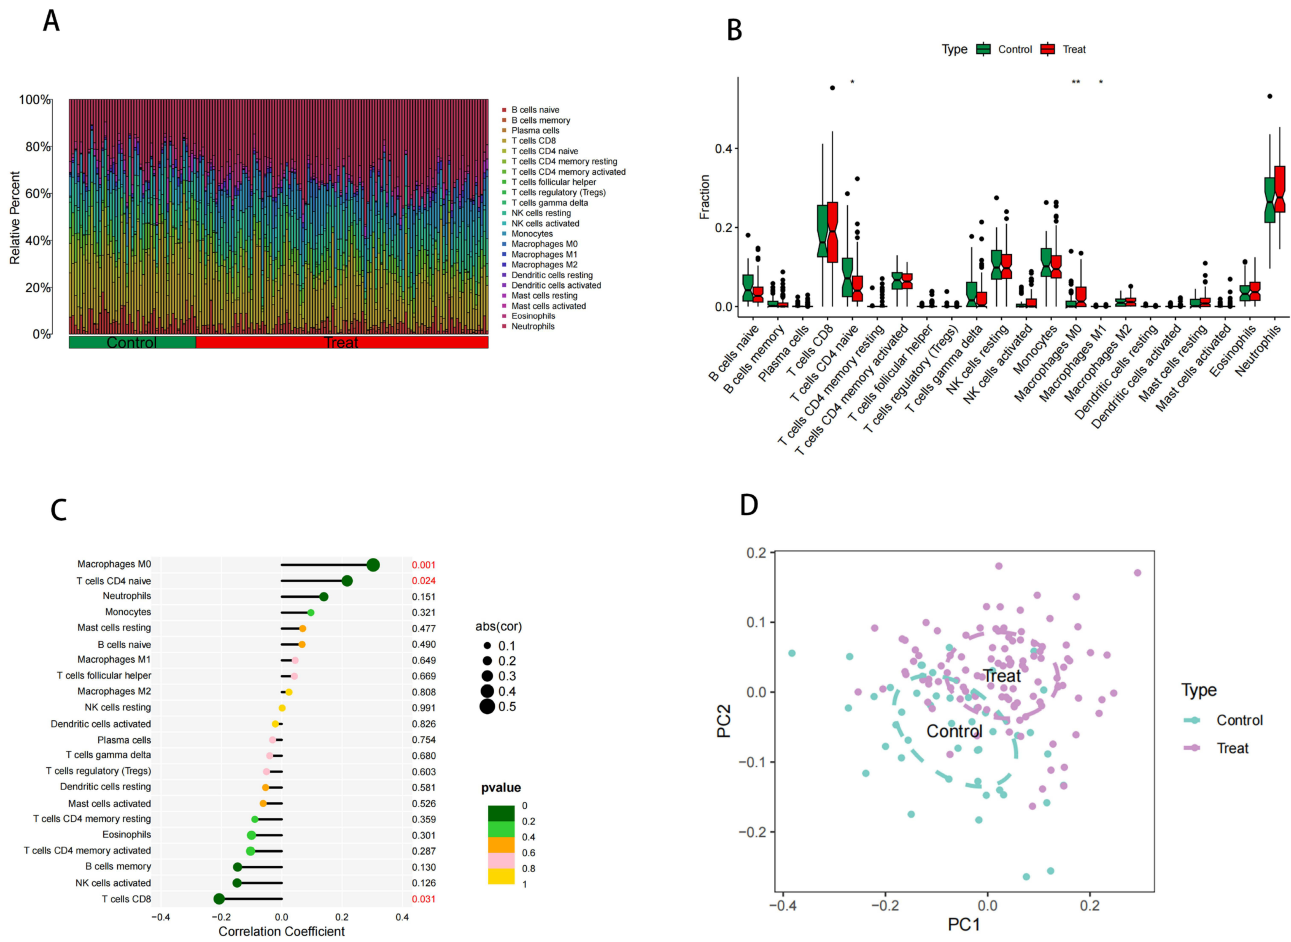 A
100%
80%
60%
40%
20%
0%
Relative Percent
Control
Treat
B cells naive
B cells memory
Plasma cells
T cells CD8
T cells CD4 naive
T cells CD4 memory resting
T cells CD4 memory activated
T cells follicular helper
T cells regulatory (Tregs)
T cells gamma delta
NK cells resting
NK cells activated
Monocytes
Macrophages M0
Macrophages M1
Macrophages M2
Dendritic cells resting
Dendritic cells activated
Mast cells resting
Mast cells activated
Eosinophils
Neutrophils
B
Type Control Treat
* ** *
0.4
0.2
0.0
Fraction
B cells naive
B cells memory
Plasma cells
T cells CD8
T cells CD4 naive
T cells CD4 memory resting
T cells CD4 memory activated
T cells follicular helper
T cells regulatory (Tregs)
T cells gamma delta
NK cells resting
NK cells activated
Monocytes
Macrophages M0
Macrophages M1
Macrophages M2
Dendritic cells resting
Dendritic cells activated
Mast cells resting
Mast cells activated
Eosinophils
Neutrophils
C
Macrophages M0 0.001
T cells CD4 naive 0.024
Neutrophils 0.151
Monocytes 0.321
Mast cells resting 0.477
B cells naive 0.490
Macrophages M1 0.649
T cells follicular helper 0.669
Macrophages M2 0.808
NK cells resting 0.991
Dendritic cells activated 0.826
Plasma cells 0.754
T cells gamma delta 0.680
T cells regulatory (Tregs) 0.603
Dendritic cells resting 0.581
Mast cells activated 0.526
T cells CD4 memory resting 0.359
Eosinophils 0.301
T cells CD4 memory activated 0.287
B cells memory 0.130
NK cells activated 0.126
T cells CD8 0.031
−0.4 −0.2 0.0 0.2 0.4
Correlation Coefficient
abs(cor)
0.1
0.2
0.3
0.4
0.5
pvalue
0
0.2
0.4
0.6
0.8
1
D
0.2
0.1
0.0
−0.1
−0.2
PC2
Treat
Control
−0.4 −0.2 0.0 0.2
PC1
Type
Control
Treat